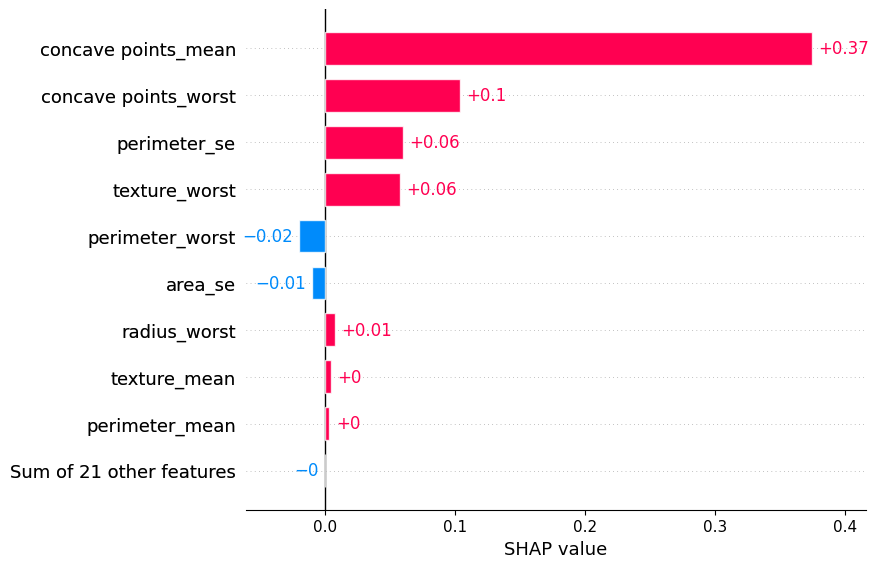 concave points_mean +0.37
concave points_worst +0.1
perimeter_se +0.06
texture_worst +0.06
perimeter_worst −0.02
area_se −0.01
radius_worst +0.01
texture_mean +0
perimeter_mean +0
Sum of 21 other features −0
0.0 0.1 0.2 0.3 0.4
SHAP value